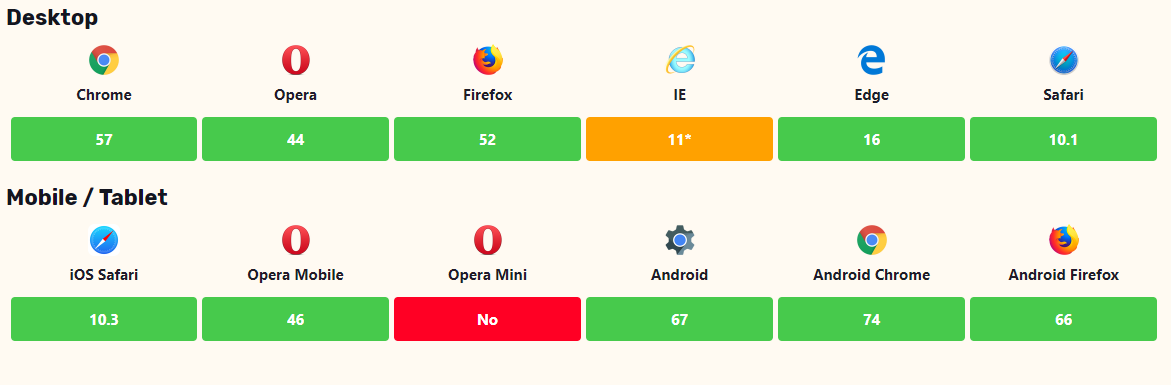 Desktop
Chrome Opera Firefox IE Edge Safari
57 44 52 11* 16 10.1
Mobile / Tablet
iOS Safari Opera Mobile Opera Mini Android Android Chrome Android Firefox
10.3 46 No 67 74 66